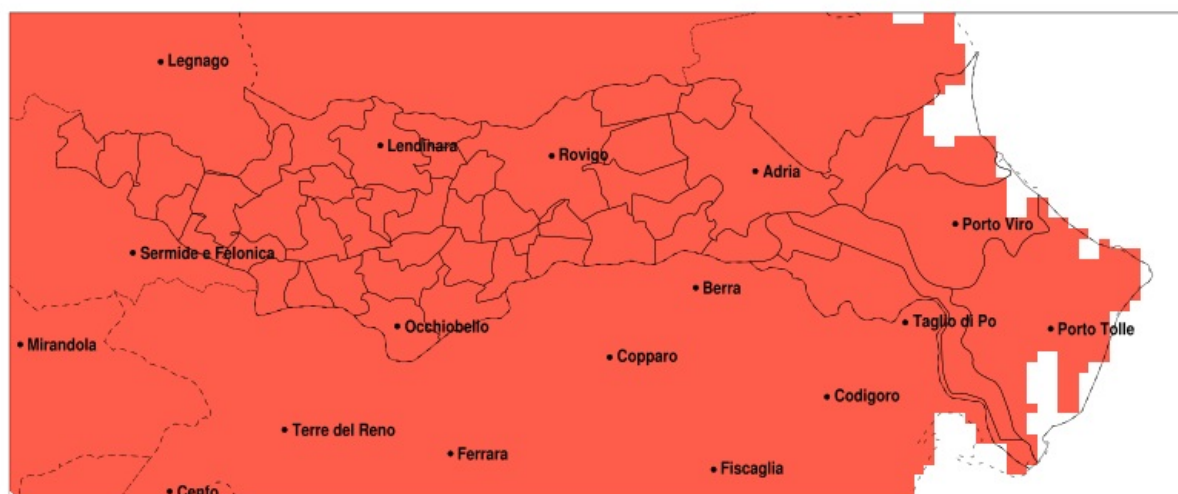 Legnago
Lendinara
Rovigo
Adria
Porto Viro
Sermide e Felonica
Berra
Taglio di Po
Porto Tolle
Occhiobello
Mirandola
Copparo
Codigoro
Terre del Reno
Ferrara
Fiscaglia
Cento